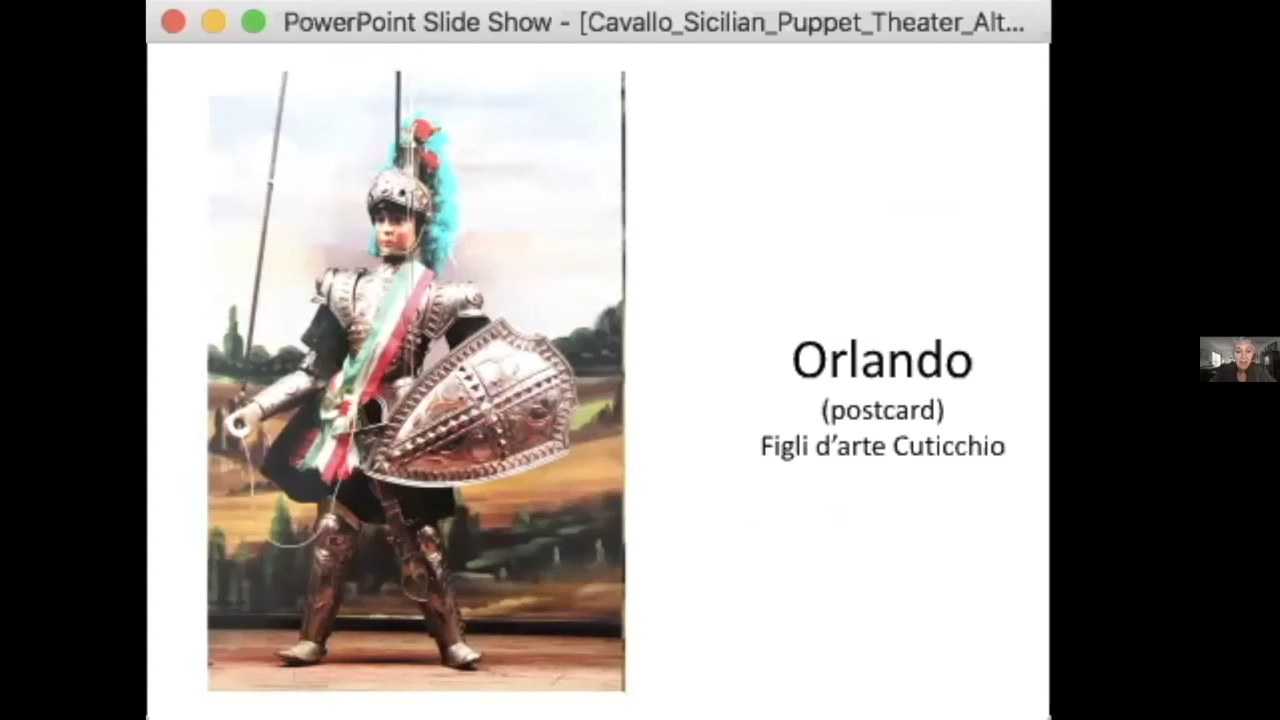 PowerPoint Slide Show - [Cavallo_Sicilian_Puppet_Theater_Alt...
Orlando
(postcard)
Figli d’arte Cuticchio